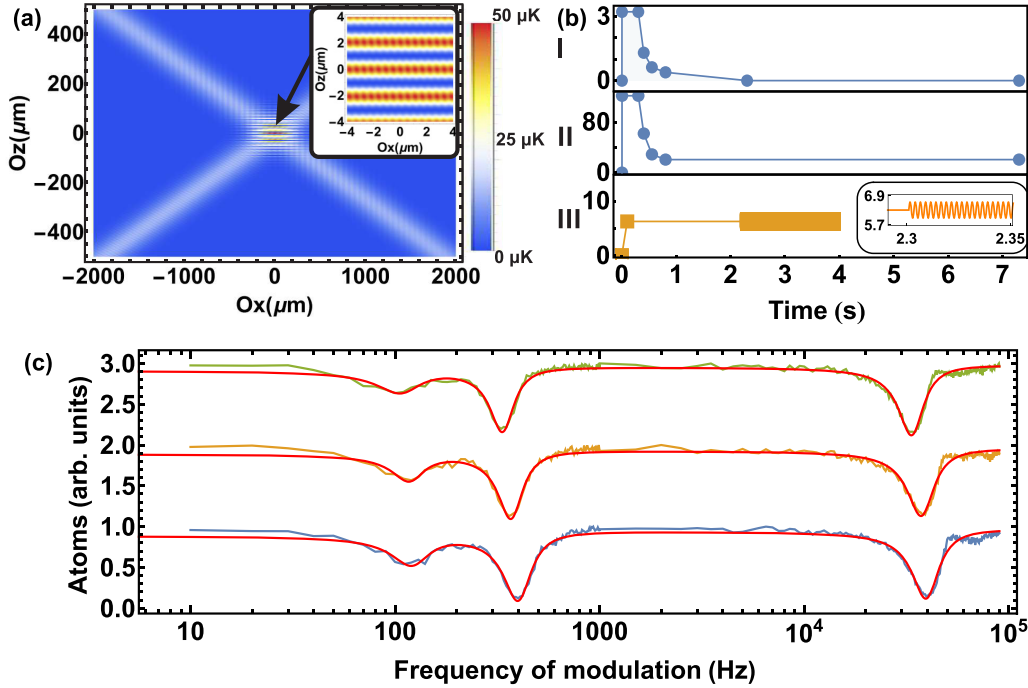 (a)
400
200
0
−200
−400
Oz(μm)
−2000
−1000
0
1000
2000
Ox(μm)
4
2
0
−2
−4
Oz(μm)
−4
−2
0
2
4
Ox(μm)
50 μK
25 μK
0 μK
(b)
3
0
I
80
0
II
10
0
III
6.9
5.7
2.3
2.35
0 1 2 3 4 5 6 7
Time (s)
(c)
3.0
2.5
2.0
1.5
1.0
0.5
0.0
Atoms (arb. units)
10 100 1000 10⁴ 10⁵
Frequency of modulation (Hz)